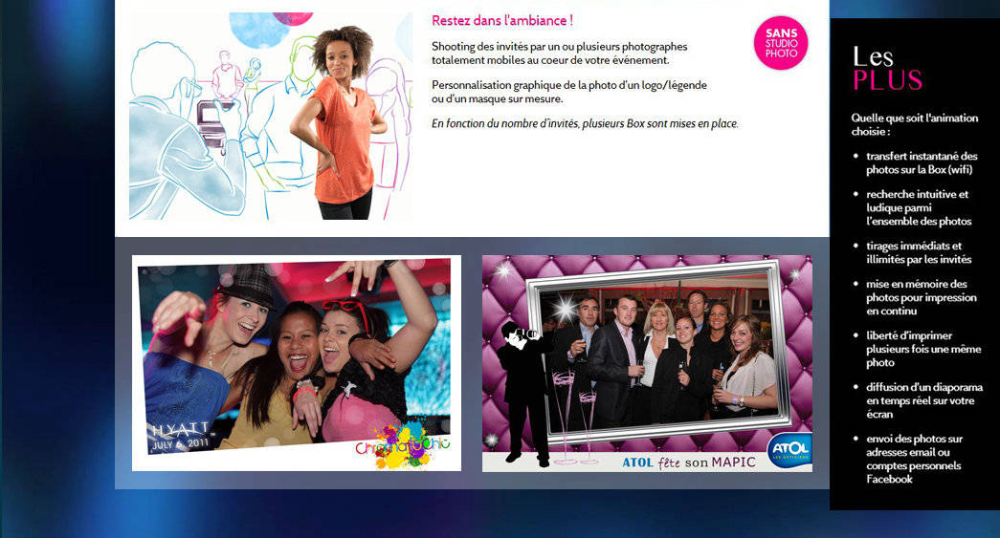 Restez dans l'ambiance !
Shooting des invités par un ou plusieurs photographes
totalement mobiles au coeur de votre événement.
Personnalisation graphique de la photo d'un logo/légende
ou d'un masque sur mesure.
En fonction du nombre d'invités, plusieurs Box sont mises en place.
SANS
STUDIO
PHOTO
HYATT™
JULY 6, 2011
ATOL
LES OPTICIENS
ATOL fête son MAPIC
Les
PLUS
Quelle que soit l'animation
choisie :
• transfert instantané des
photos sur la Box (wifi)
• recherche intuitive et
ludique parmi
l'ensemble des photos
• tirages immédiats et
illimités par les invités
• mise en mémoire des
photos pour impression
en continu
• liberté d'imprimer
plusieurs fois une même
photo
• diffusion d'un diaporama
en temps réel sur votre
écran
• envoi des photos sur
adresses email ou
comptes personnels
Facebook